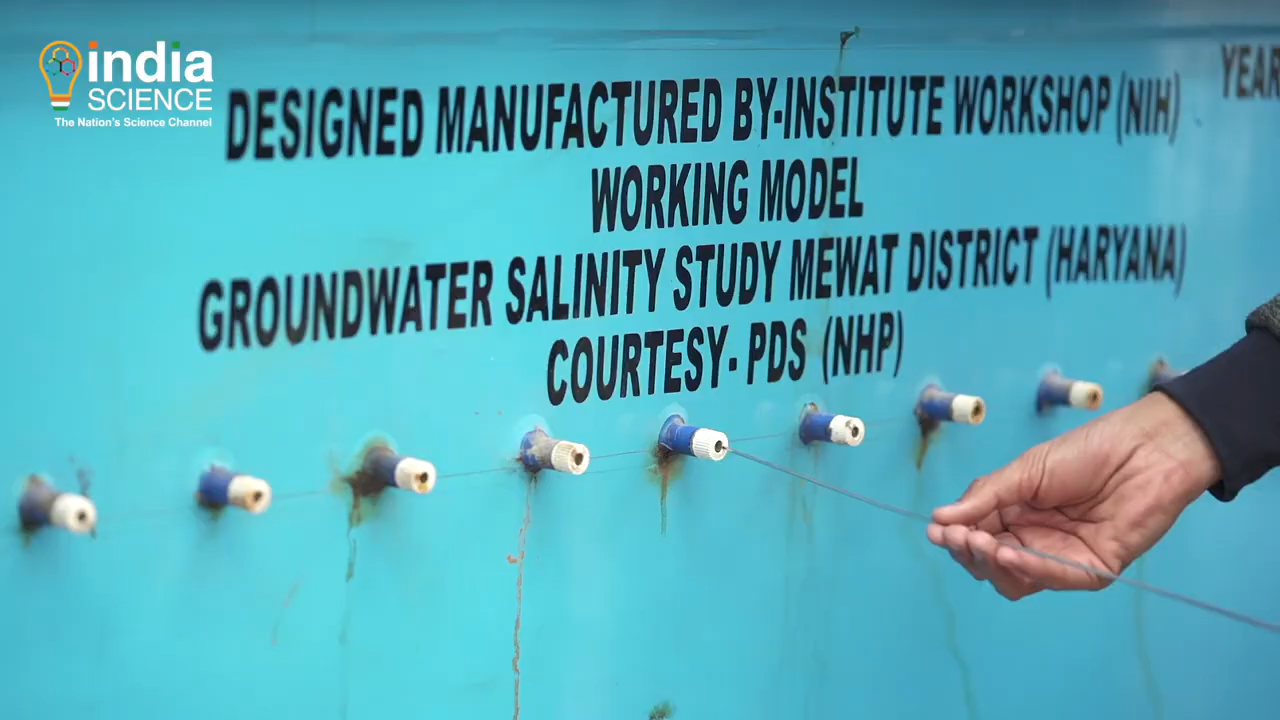 india
SCIENCE
The Nation's Science Channel
YEAR
DESIGNED MANUFACTURED BY-INSTITUTE WORKSHOP (NIH)
WORKING MODEL
GROUNDWATER SALINITY STUDY MEWAT DISTRICT (HARYANA)
COURTESY- PDS (NHP)